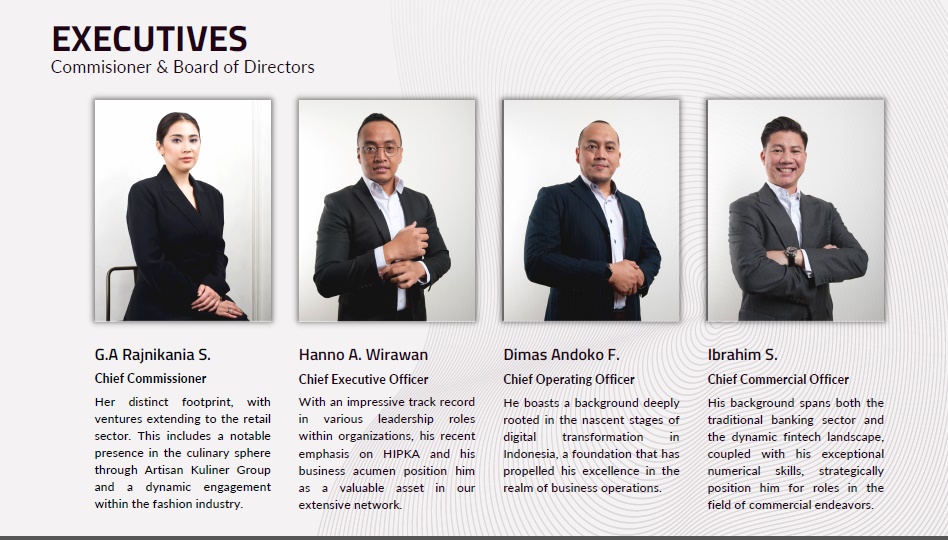 EXECUTIVES
Commisioner & Board of Directors
G.A Rajnikania S.
Chief Commissioner
Her distinct footprint, with
ventures extending to the retail
sector. This includes a notable
presence in the culinary sphere
through Artisan Kuliner Group
and a dynamic engagement
within the fashion industry.
Hanno A. Wirawan
Chief Executive Officer
With an impressive track record
in various leadership roles
within organizations, his recent
emphasis on HIPKA and his
business acumen position him
as a valuable asset in our
extensive network.
Dimas Andoko F.
Chief Operating Officer
He boasts a background deeply
rooted in the nascent stages of
digital transformation in
Indonesia, a foundation that has
propelled his excellence in the
realm of business operations.
Ibrahim S.
Chief Commercial Officer
His background spans both the
traditional banking sector and
the dynamic fintech landscape,
coupled with his exceptional
numerical skills, strategically
position him for roles in the
field of commercial endeavors.